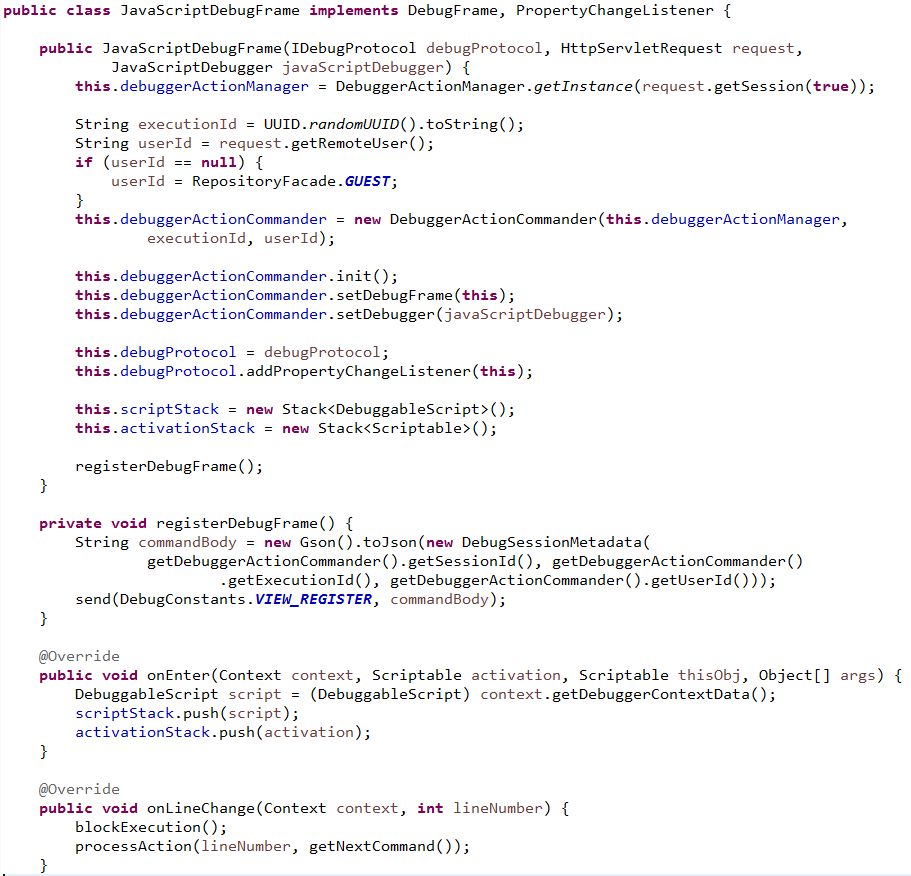 public class JavaScriptDebugFrame implements DebugFrame, PropertyChangeListener {
public JavaScriptDebugFrame(IDebugProtocol debugProtocol, HttpServletRequest request,
JavaScriptDebugger javaScriptDebugger) {
this.debuggerActionManager = DebuggerActionManager.getInstance(request.getSession(true));
String executionId = UUID.randomUUID().toString();
String userId = request.getRemoteUser();
if (userId == null) {
userId = RepositoryFacade.GUEST;
}
this.debuggerActionCommander = new DebuggerActionCommander(this.debuggerActionManager,
executionId, userId);
this.debuggerActionCommander.init();
this.debuggerActionCommander.setDebugFrame(this);
this.debuggerActionCommander.setDebugger(javaScriptDebugger);
this.debugProtocol = debugProtocol;
this.debugProtocol.addPropertyChangeListener(this);
this.scriptStack = new Stack<DebuggableScript>();
this.activationStack = new Stack<Scriptable>();
registerDebugFrame();
}
private void registerDebugFrame() {
String commandBody = new Gson().toJson(new DebugSessionMetadata(
getDebuggerActionCommander().getSessionId(), getDebuggerActionCommander()
.getExecutionId(), getDebuggerActionCommander().getUserId()));
send(DebugConstants.VIEW_REGISTER, commandBody);
}
@Override
public void onEnter(Context context, Scriptable activation, Scriptable thisObj, Object[] args) {
DebuggableScript script = (DebuggableScript) context.getDebuggerContextData();
scriptStack.push(script);
activationStack.push(activation);
}
@Override
public void onLineChange(Context context, int lineNumber) {
blockExecution();
processAction(lineNumber, getNextCommand());
}